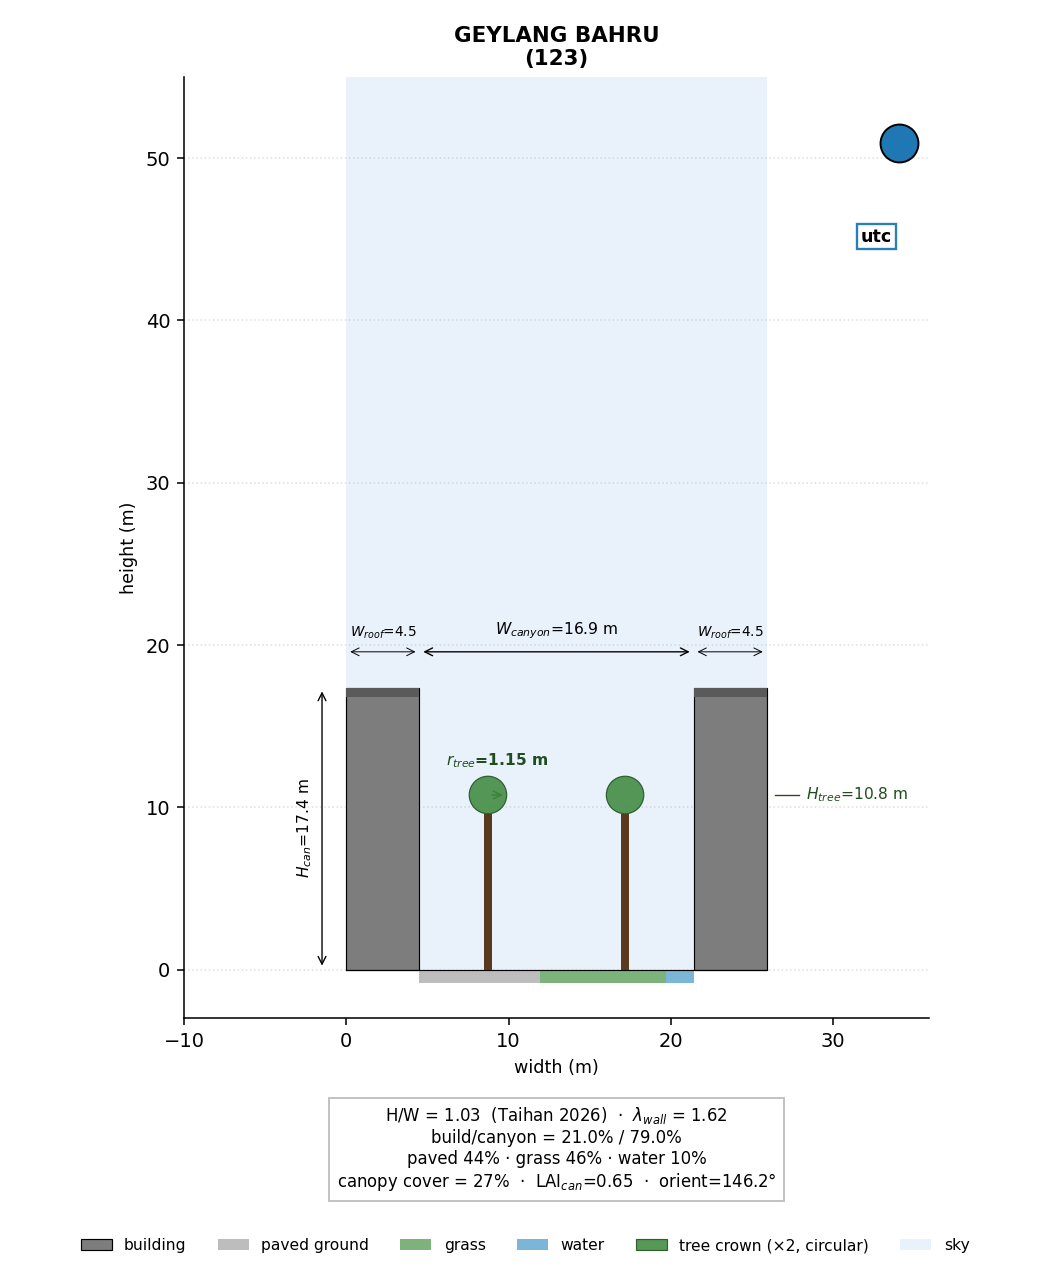 GEYLANG BAHRU
(123)
50
utc
40
30
height (m)
20
W_roof=4.5
W_canyon=16.9 m
W_roof=4.5
r_tree=1.15 m
H_can=17.4 m
10
H_tree=10.8 m
0
−10 0 10 20 30
width (m)
H/W = 1.03 (Taihan 2026) · λ_wall = 1.62
build/canyon = 21.0% / 79.0%
paved 44% · grass 46% · water 10%
canopy cover = 27% · LAI_can=0.65 · orient=146.2°
building paved ground grass water tree crown (×2, circular) sky